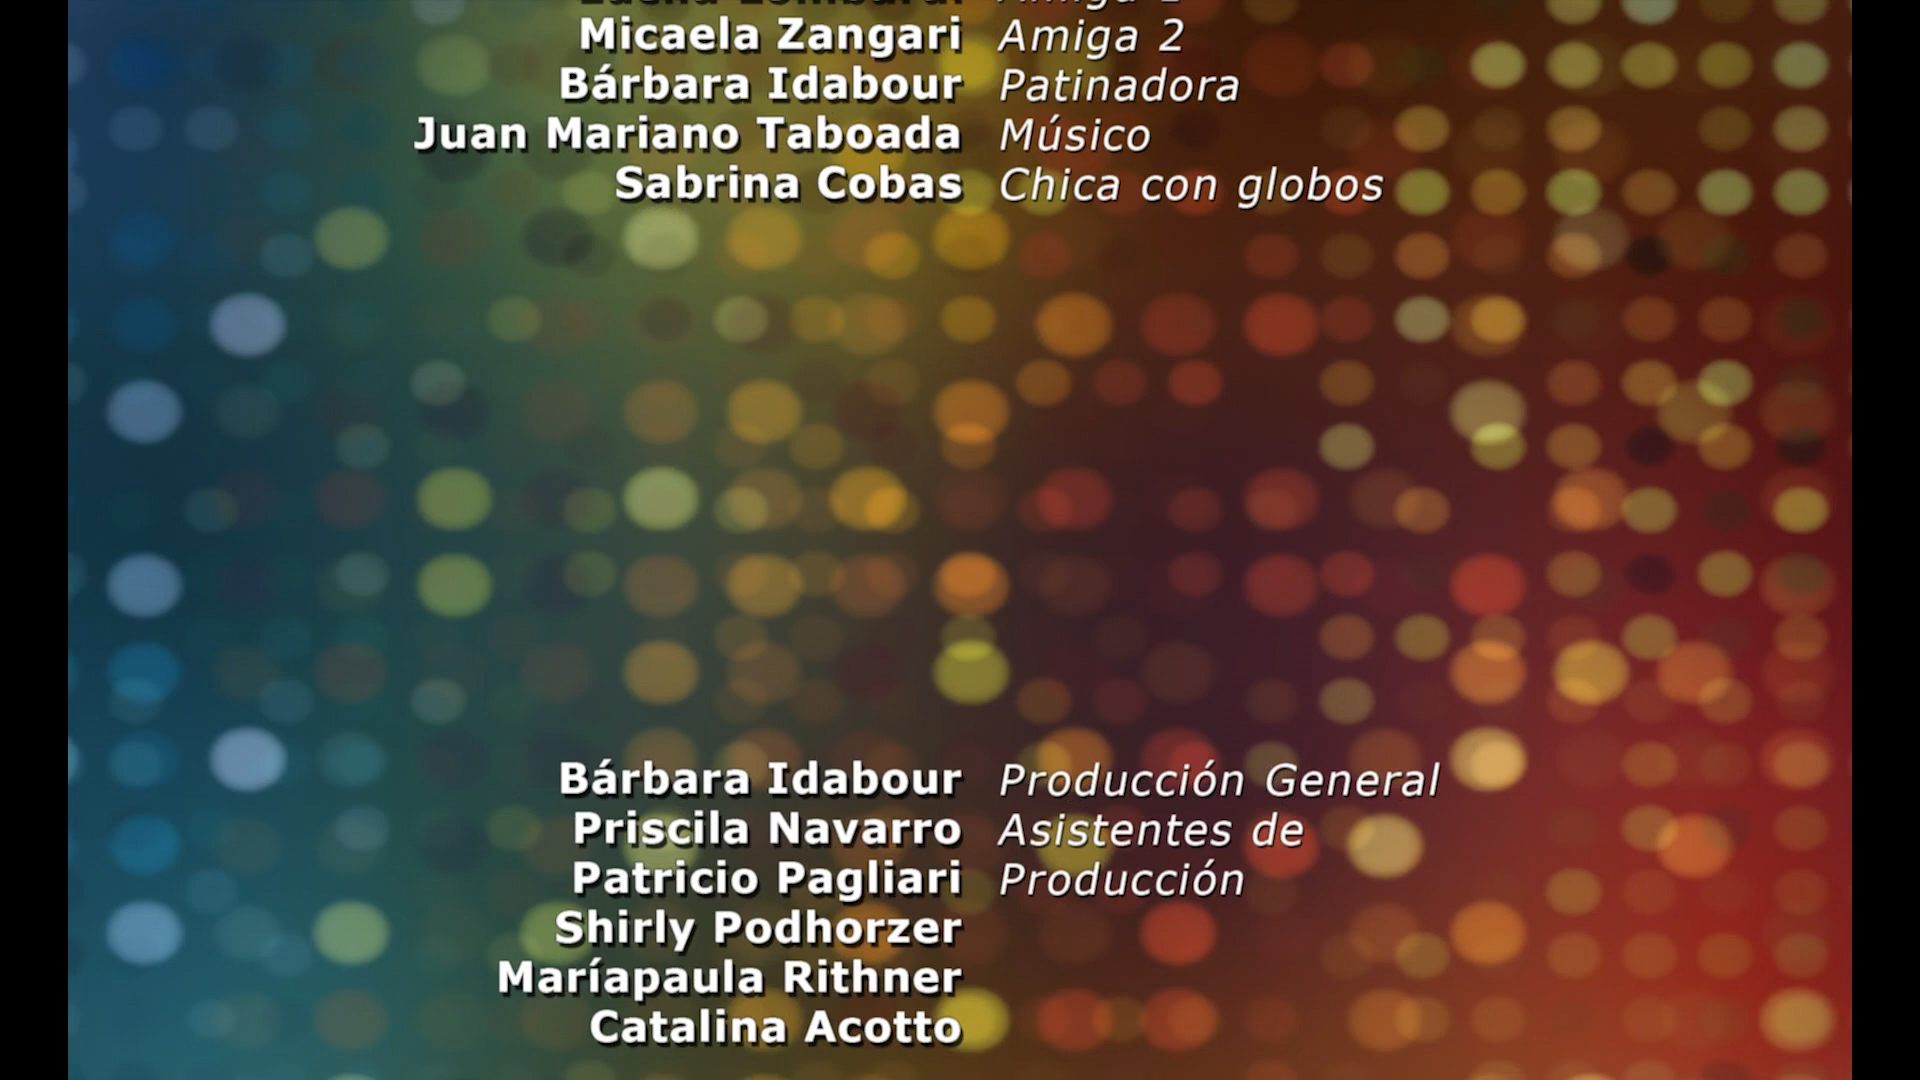 Micaela Zangari Amiga 2
Bárbara Idabour Patinadora
Juan Mariano Taboada Músico
Sabrina Cobas Chica con globos
Bárbara Idabour Producción General
Priscila Navarro Asistentes de
Patricio Pagliari Producción
Shirly Podhorzer
Maríapaula Rithner
Catalina Acotto